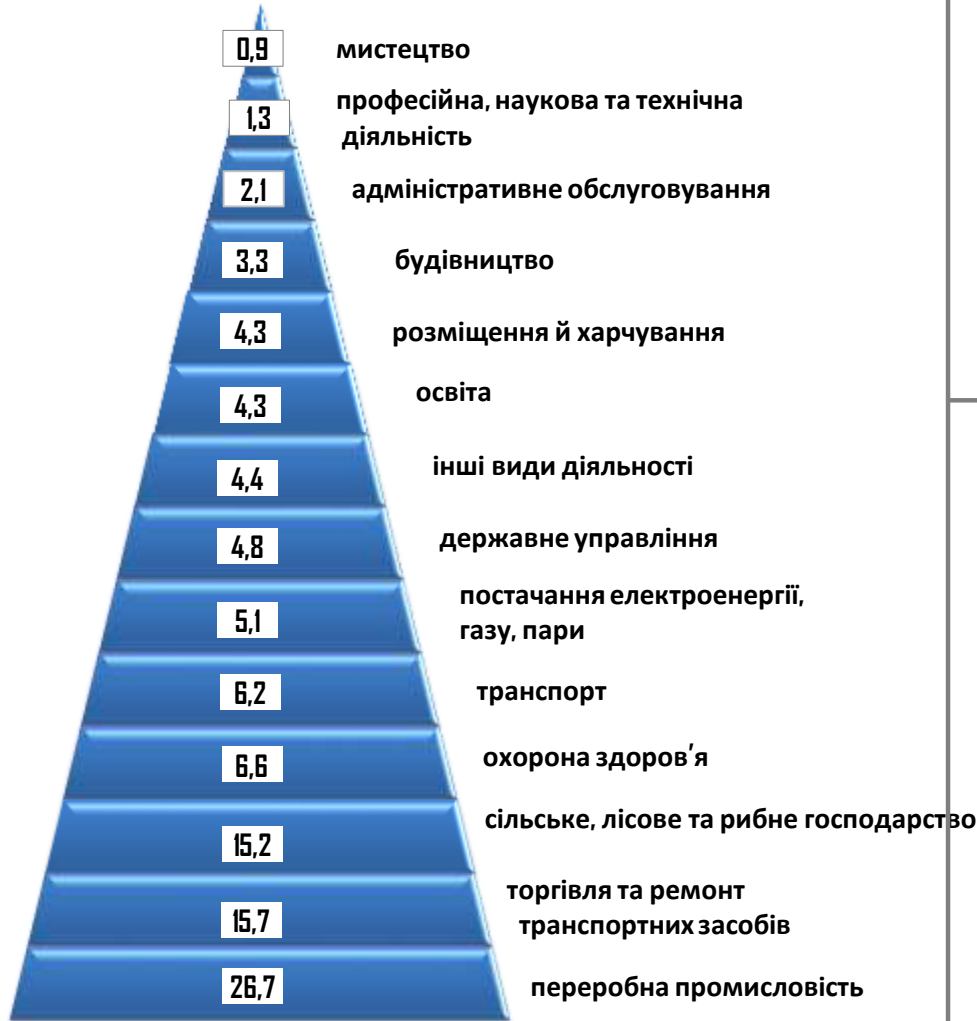 0,9 мистецтво
1,3 професійна, наукова та технічна
діяльність
2,1 адміністративне обслуговування
3,3 будівництво
4,3 розміщення й харчування
4,3 освіта
4,4 інші види діяльності
4,8 державне управління
5,1 постачання електроенергії,
газу, пари
6,2 транспорт
6,6 охорона здоров'я
15,2 сільське, лісове та рибне господарство
15,7 торгівля та ремонт
транспортних засобів
26,7 переробна промисловість